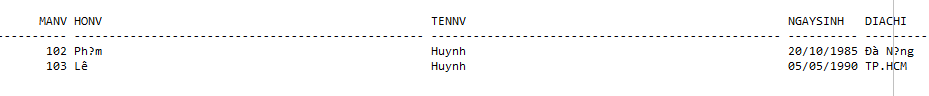 MANV HONV TENNV NGAYSINH DIACHI
---------- -------------------------------------------------- -------------------------------------------------- ---------- ---------
102 Ph?m Huynh 20/10/1985 Đà N?ng
103 Lê Huynh 05/05/1990 TP.HCM